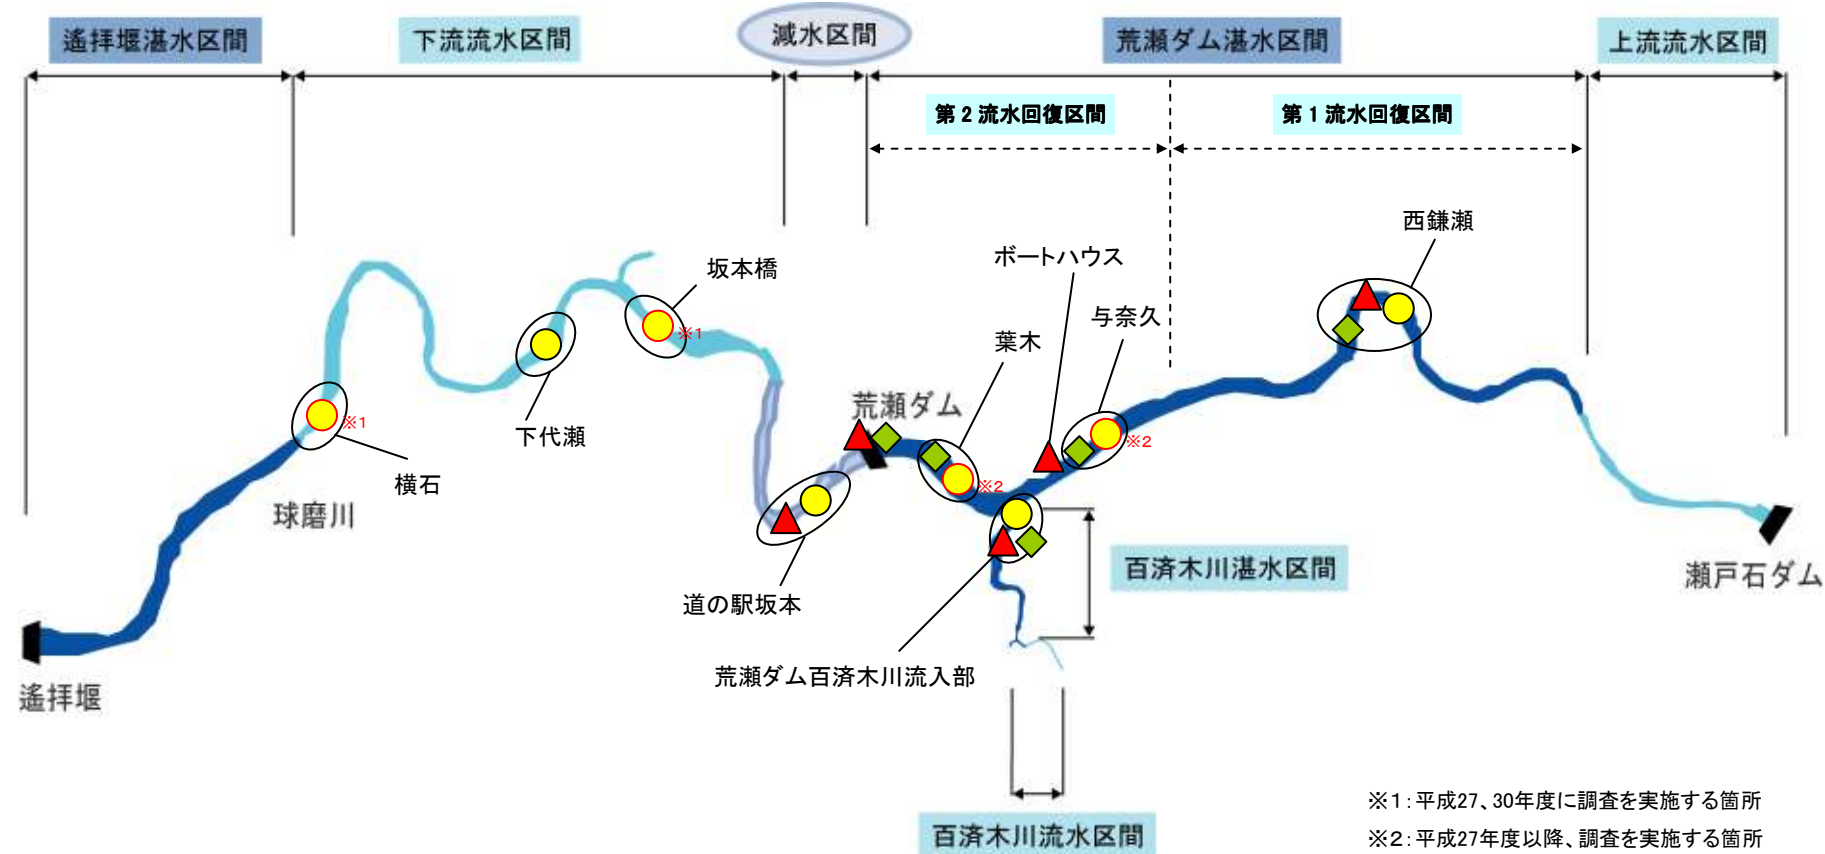 遙拝堰湛水区間
下流流水区間
減水区間
荒瀬ダム湛水区間
上流流水区間
第2流水回復区間
第1流水回復区間
西鎌瀬
ボートハウス
坂本橋
与奈久
※1
葉木
荒瀬ダム
※1
下代瀬
※2
横石
※2
球磨川
百済木川湛水区間
瀬戸石ダム
道の駅坂本
荒瀬ダム百済木川流入部
遙拝堰
※1:平成27、30年度に調査を実施する箇所
百済木川流水区間
※2:平成27年度以降、調査を実施する箇所